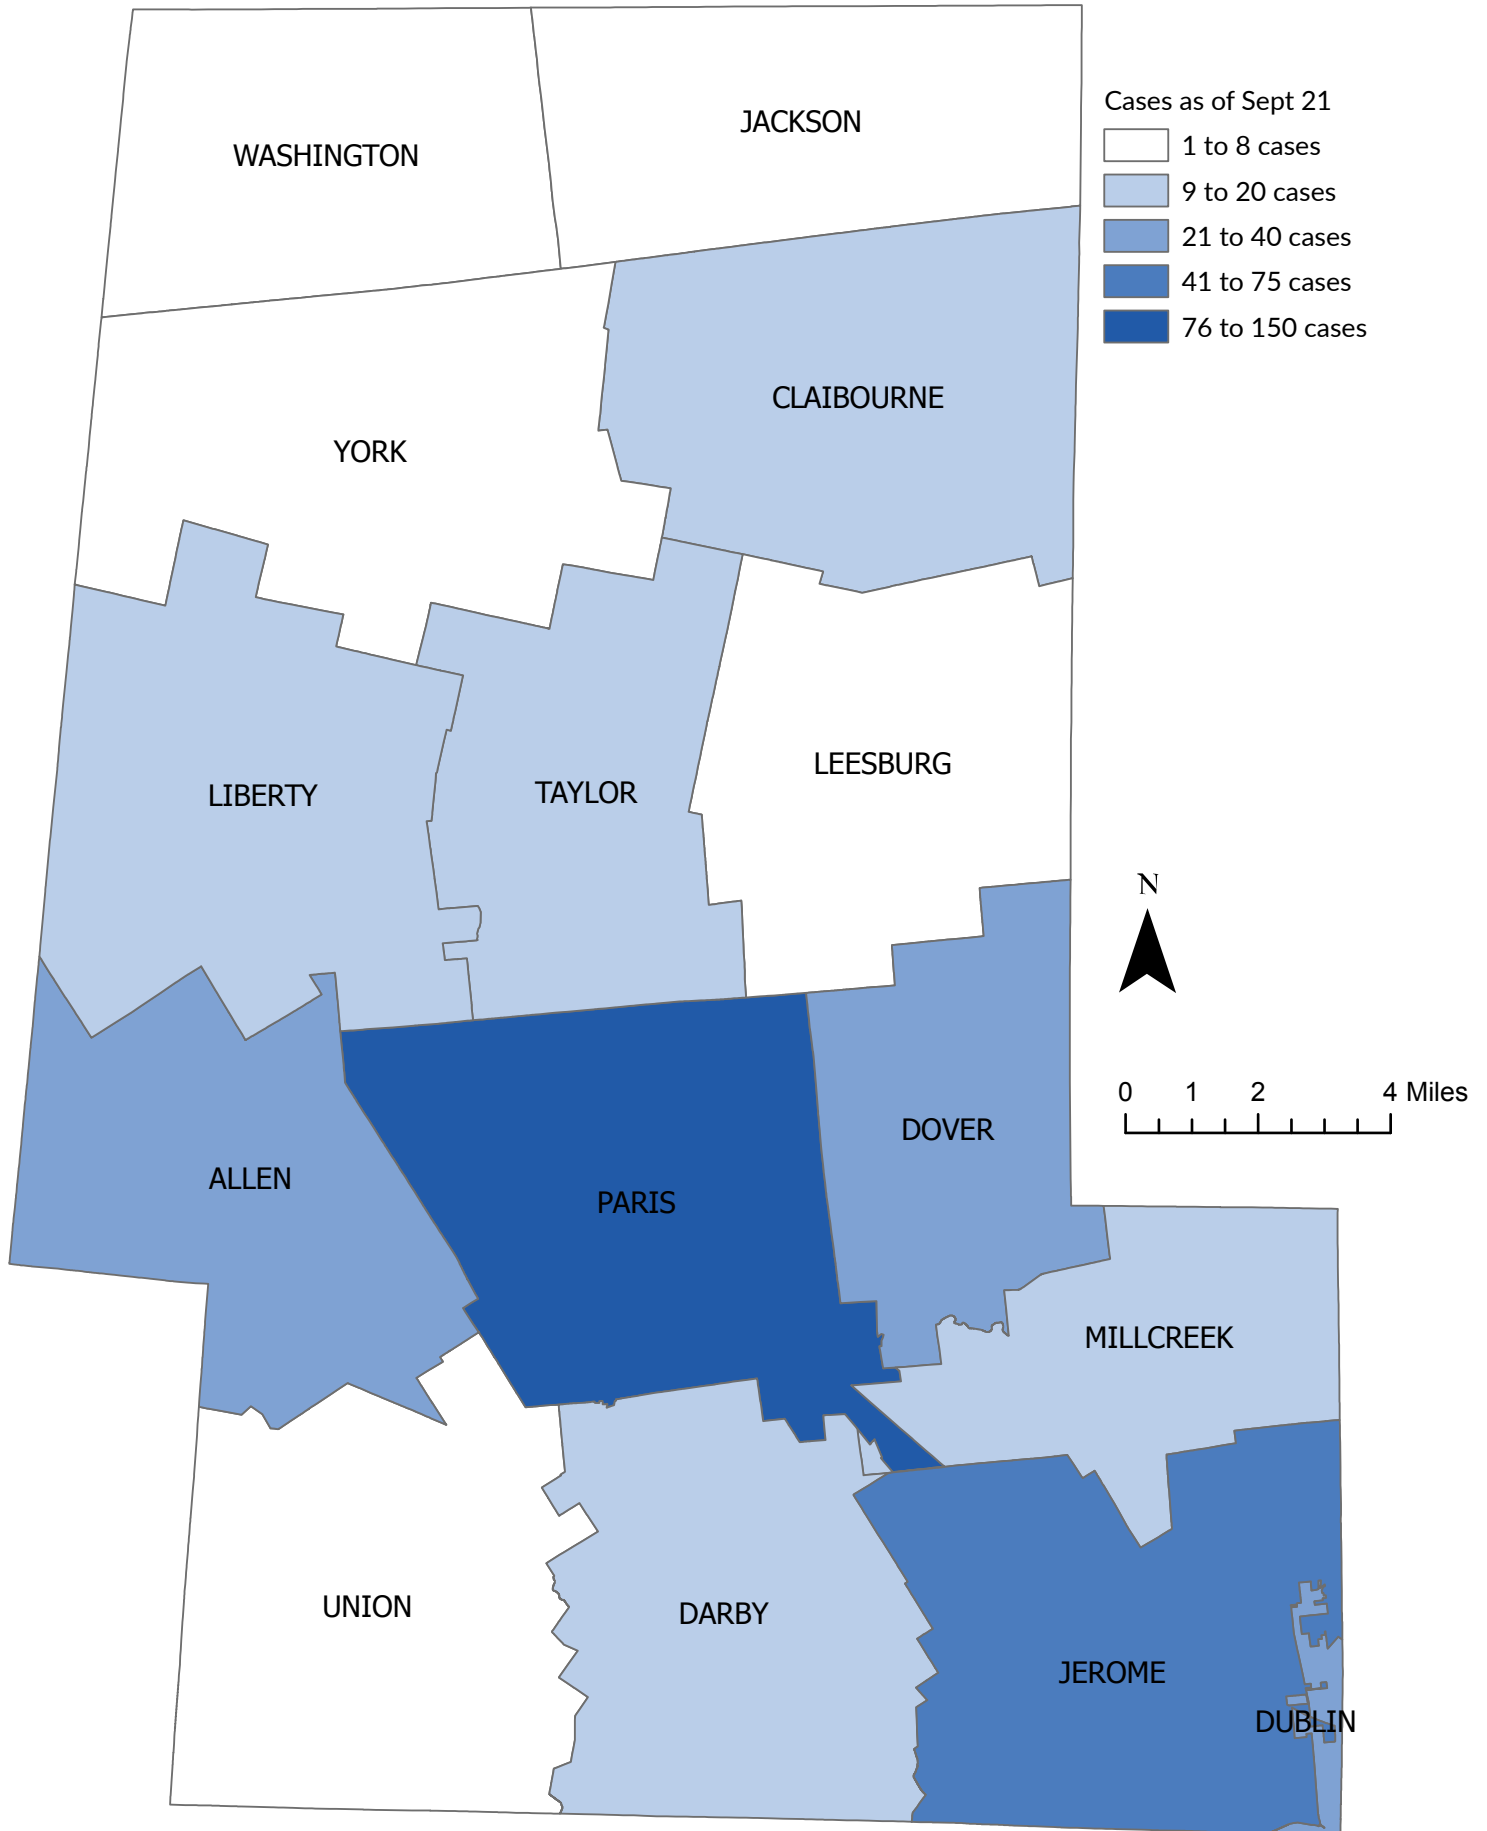 JACKSON
WASHINGTON
Cases as of Sept 21
1 to 8 cases
9 to 20 cases
21 to 40 cases
41 to 75 cases
76 to 150 cases
CLAIBOURNE
YORK
LEESBURG
TAYLOR
LIBERTY
N
0 1 2 4 Miles
DOVER
ALLEN
PARIS
MILLCREEK
UNION
DARBY
JEROME
DUBLIN